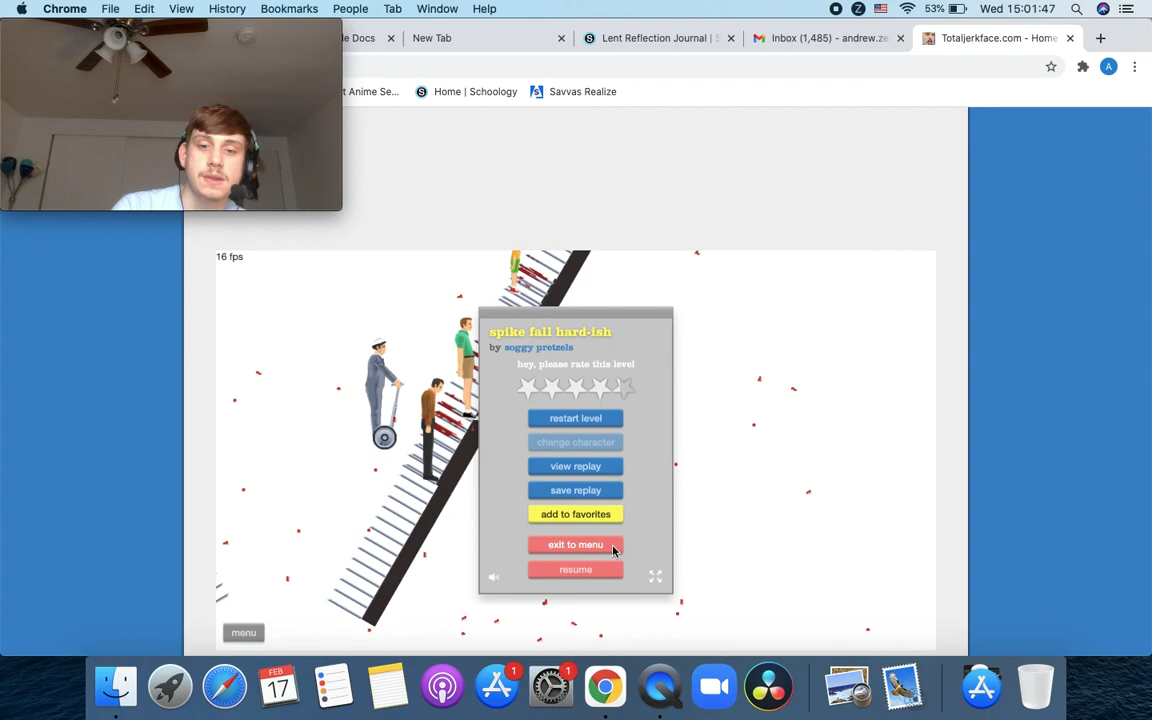 Chrome File Edit View History Bookmarks People Tab Window Help 53% Wed 15:01:47
le Docs New Tab Lent Reflection Journal | S Inbox (1,485) - andrew.ze Totaljerkface.com - Home
A
t Anime Se... Home | Schoology Savvas Realize
16 fps
spike fall hard-ish
by soggy pretzels
hey, please rate this level
restart level
change character
view replay
save replay
add to favorites
exit to menu
resume
menu
1 1
FEB
17